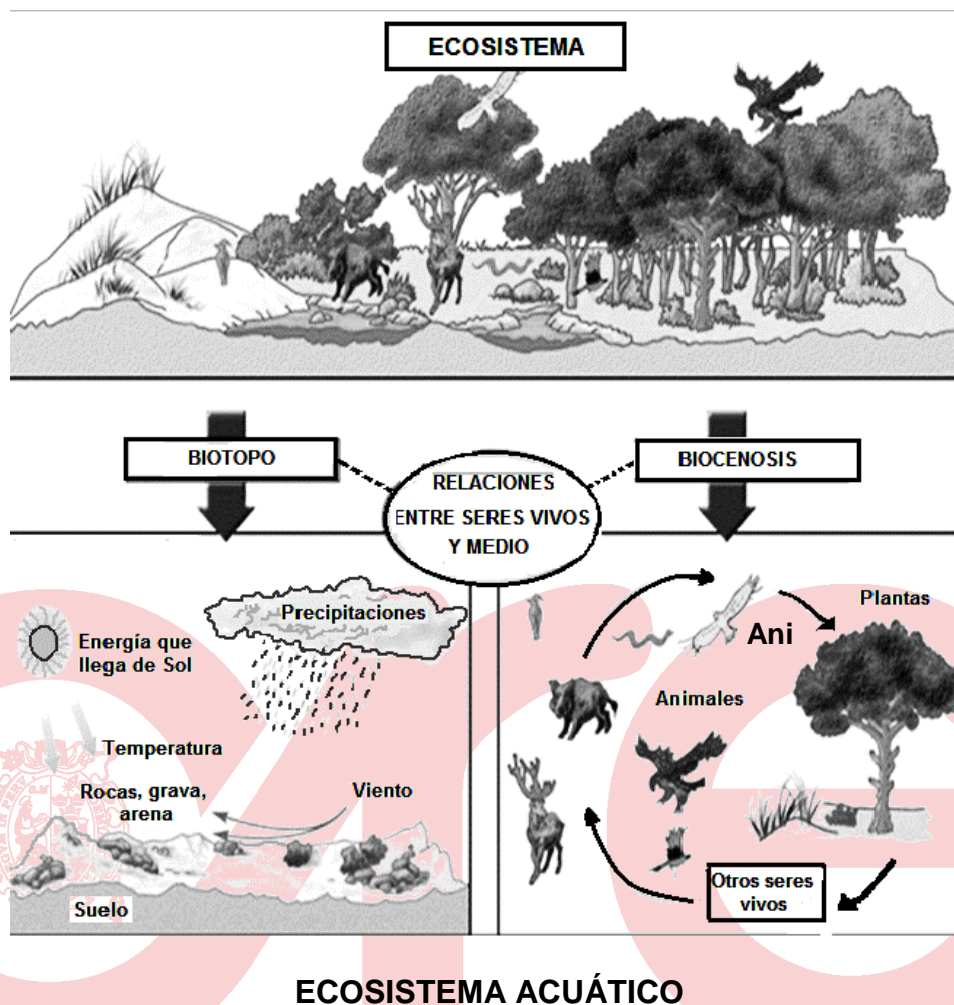 ECOSISTEMA
BIOTOPO
BIOCENOSIS
RELACIONES
ENTRE SERES VIVOS
Y MEDIO
Precipitaciones
Energía que
llega de Sol
Temperatura
Rocas, grava,
arena
Viento
Suelo
Plantas
Ani
Animales
Otros seres
vivos
ECOSISTEMA ACUÁTICO